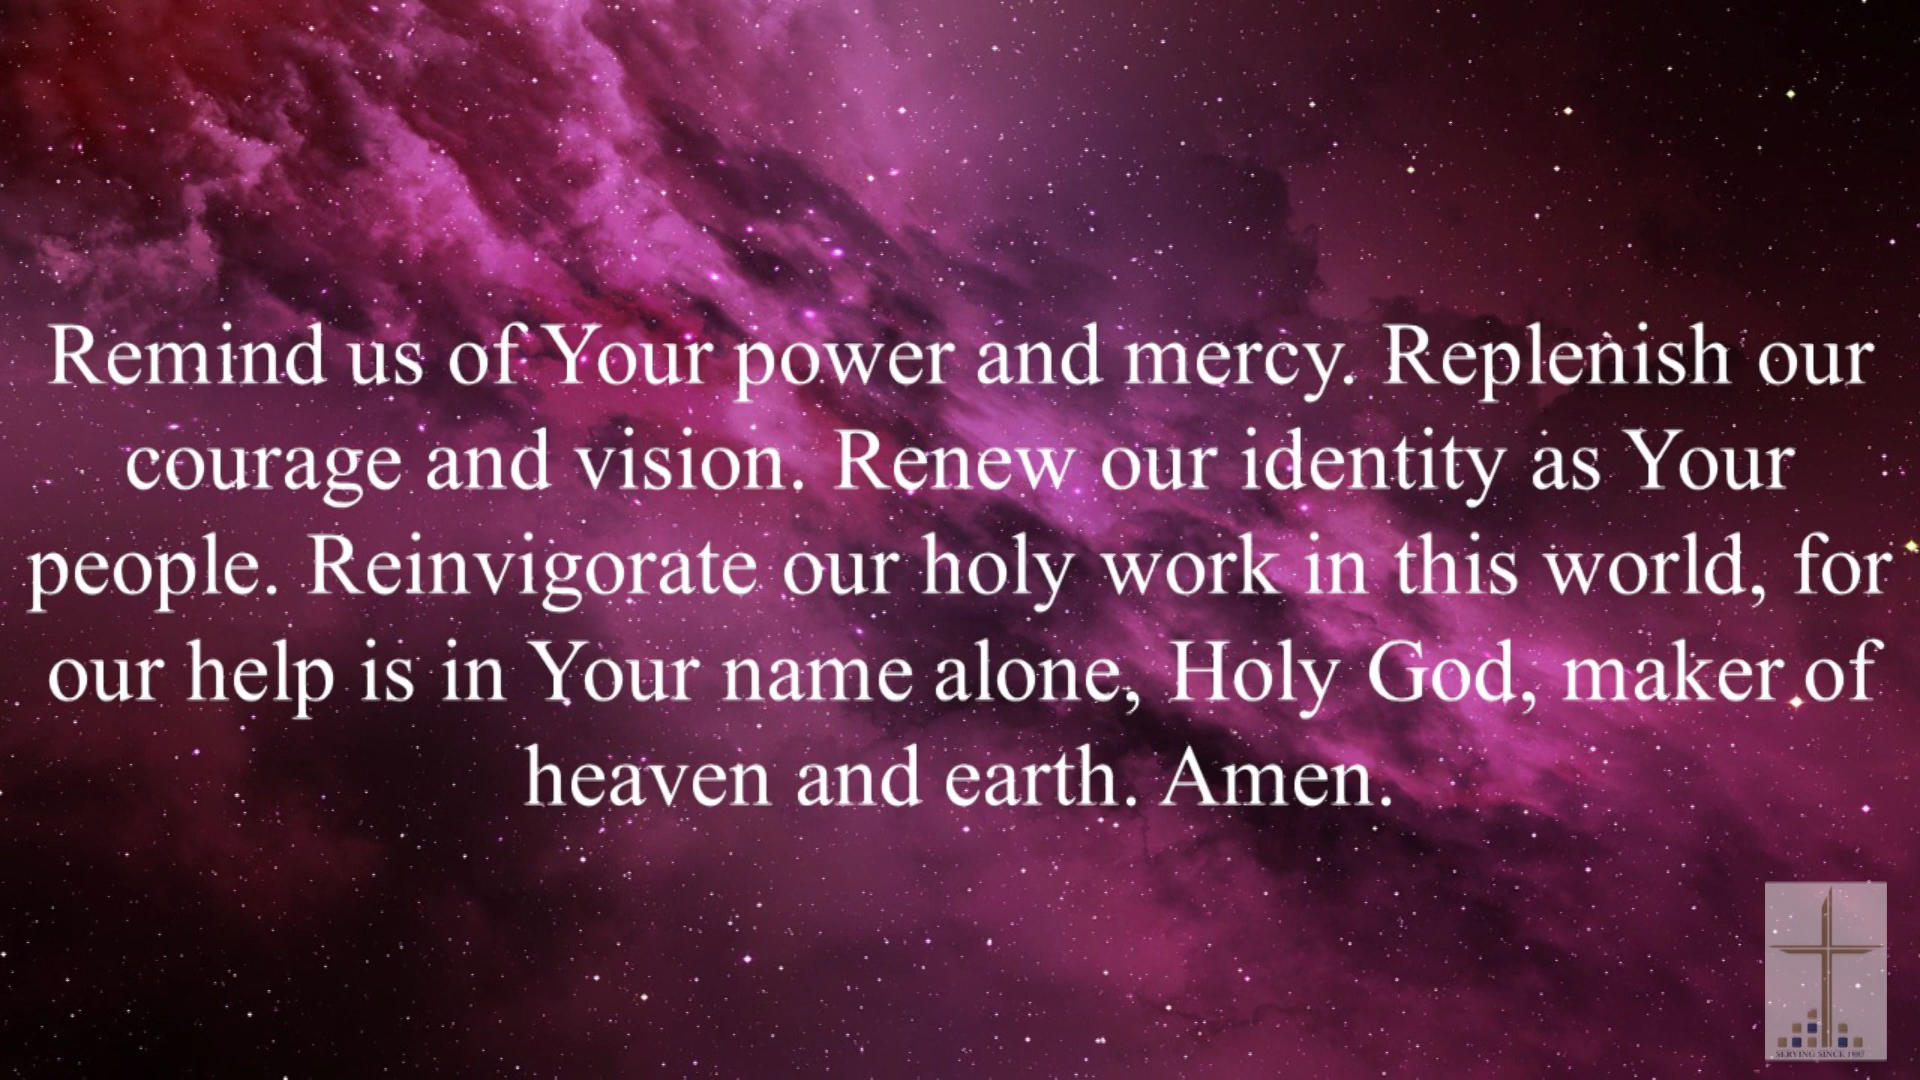 Remind us of Your power and mercy. Replenish our
courage and vision. Renew our identity as Your
people. Reinvigorate our holy work in this world, for
our help is in Your name alone, Holy God, maker of
heaven and earth. Amen.
SERVING SINCE